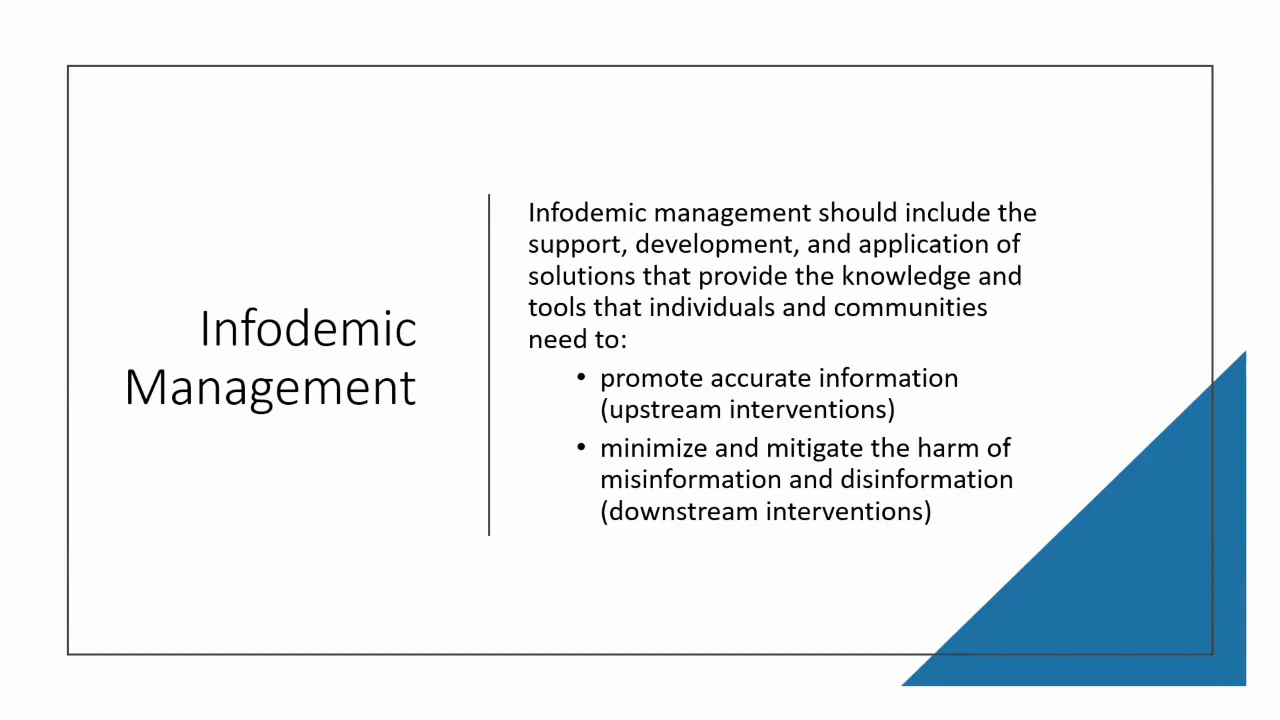 Infodemic
Management
Infodemic management should include the
support, development, and application of
solutions that provide the knowledge and
tools that individuals and communities
need to:
• promote accurate information
(upstream interventions)
• minimize and mitigate the harm of
misinformation and disinformation
(downstream interventions)